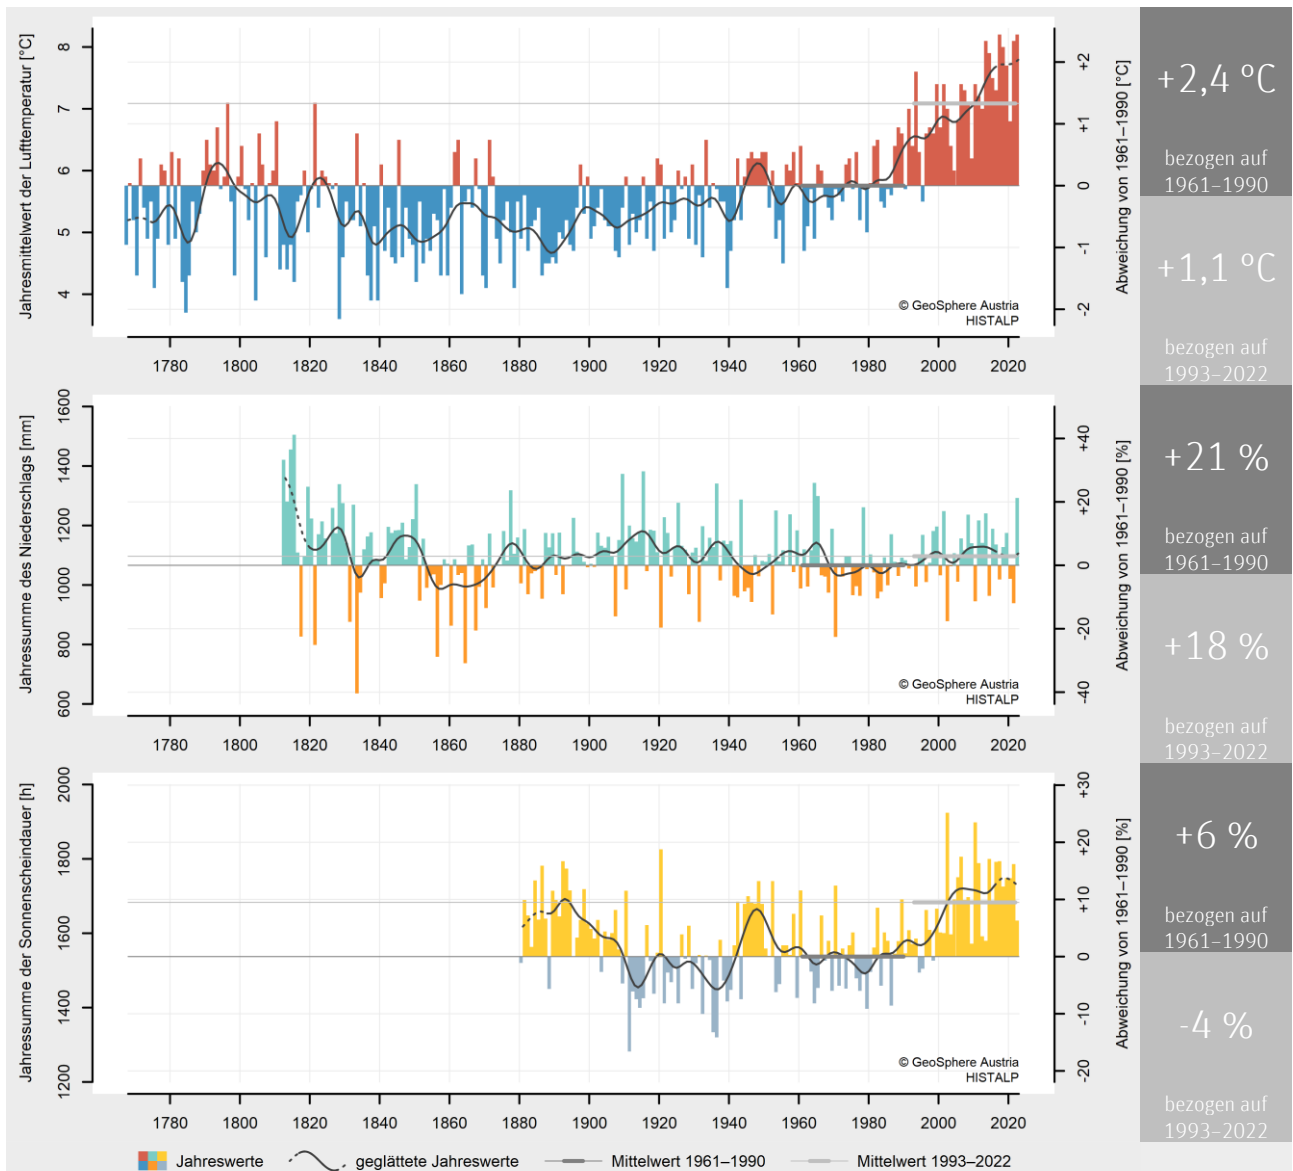 Jahresmittelwert der Lufttemperatur [°C]
8
7
6
5
4
+2
+1
0
-1
-2
Abweichung von 1961–1990 [°C]
© GeoSphere Austria
HISTALP
1780 1800 1820 1840 1860 1880 1900 1920 1940 1960 1980 2000 2020
+2,4 °C
bezogen auf
1961–1990
+1,1 °C
bezogen auf
1993–2022
Jahressumme des Niederschlags [mm]
1600
1400
1200
1000
800
600
+40
+20
0
-20
-40
Abweichung von 1961–1990 [%]
© GeoSphere Austria
HISTALP
1780 1800 1820 1840 1860 1880 1900 1920 1940 1960 1980 2000 2020
+21 %
bezogen auf
1961–1990
+18 %
bezogen auf
1993–2022
Jahressumme der Sonnenscheindauer [h]
2000
1800
1600
1400
1200
+30
+20
+10
0
-10
-20
Abweichung von 1961–1990 [%]
© GeoSphere Austria
HISTALP
1780 1800 1820 1840 1860 1880 1900 1920 1940 1960 1980 2000 2020
+6 %
bezogen auf
1961–1990
-4 %
bezogen auf
1993–2022
Jahreswerte geglättete Jahreswerte Mittelwert 1961–1990 Mittelwert 1993–2022